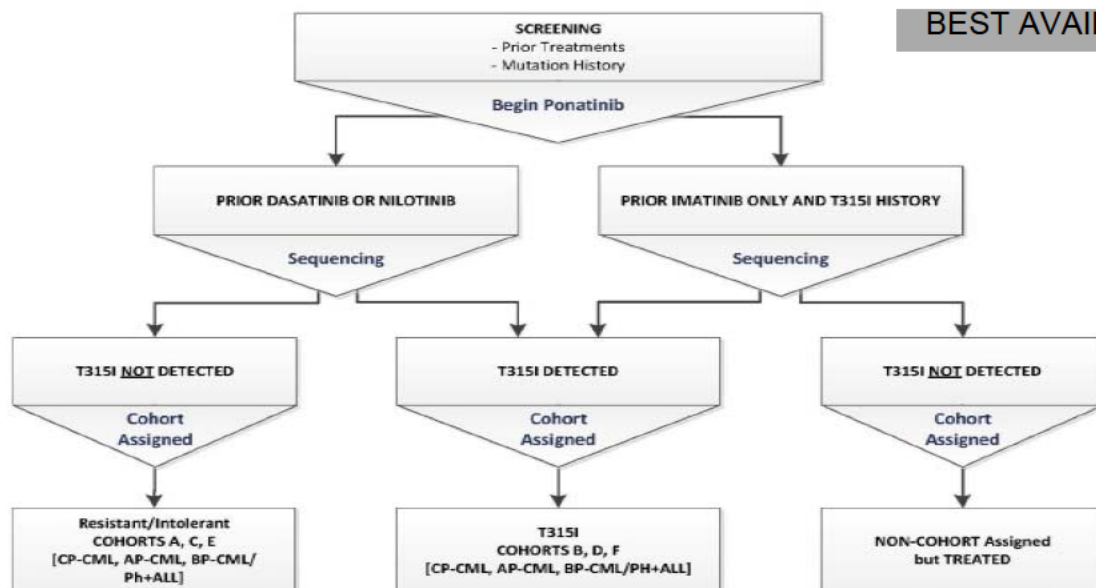 BEST AVAI
SCREENING
- Prior Treatments
- Mutation History
Begin Ponatinib
PRIOR DASATINIB OR NILOTINIB
PRIOR IMATINIB ONLY AND T315I HISTORY
Sequencing
Sequencing
T315I NOT DETECTED
T315I DETECTED
T315I NOT DETECTED
Cohort
Assigned
Cohort
Assigned
Cohort
Assigned
Resistant/Intolerant
COHORTS A, C, E
[CP-CML, AP-CML, BP-CML/
Ph+ALL]
T315I
COHORTS B, D, F
[CP-CML, AP-CML, BP-CML/PH+ALL]
NON-COHORT Assigned
but TREATED